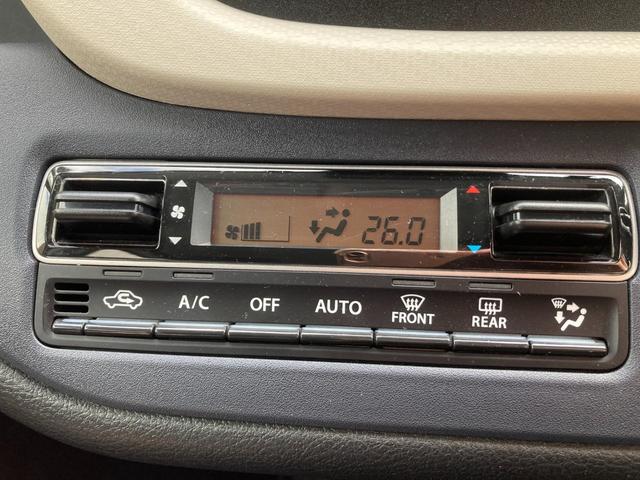 26.0
A/C OFF AUTO FRONT REAR